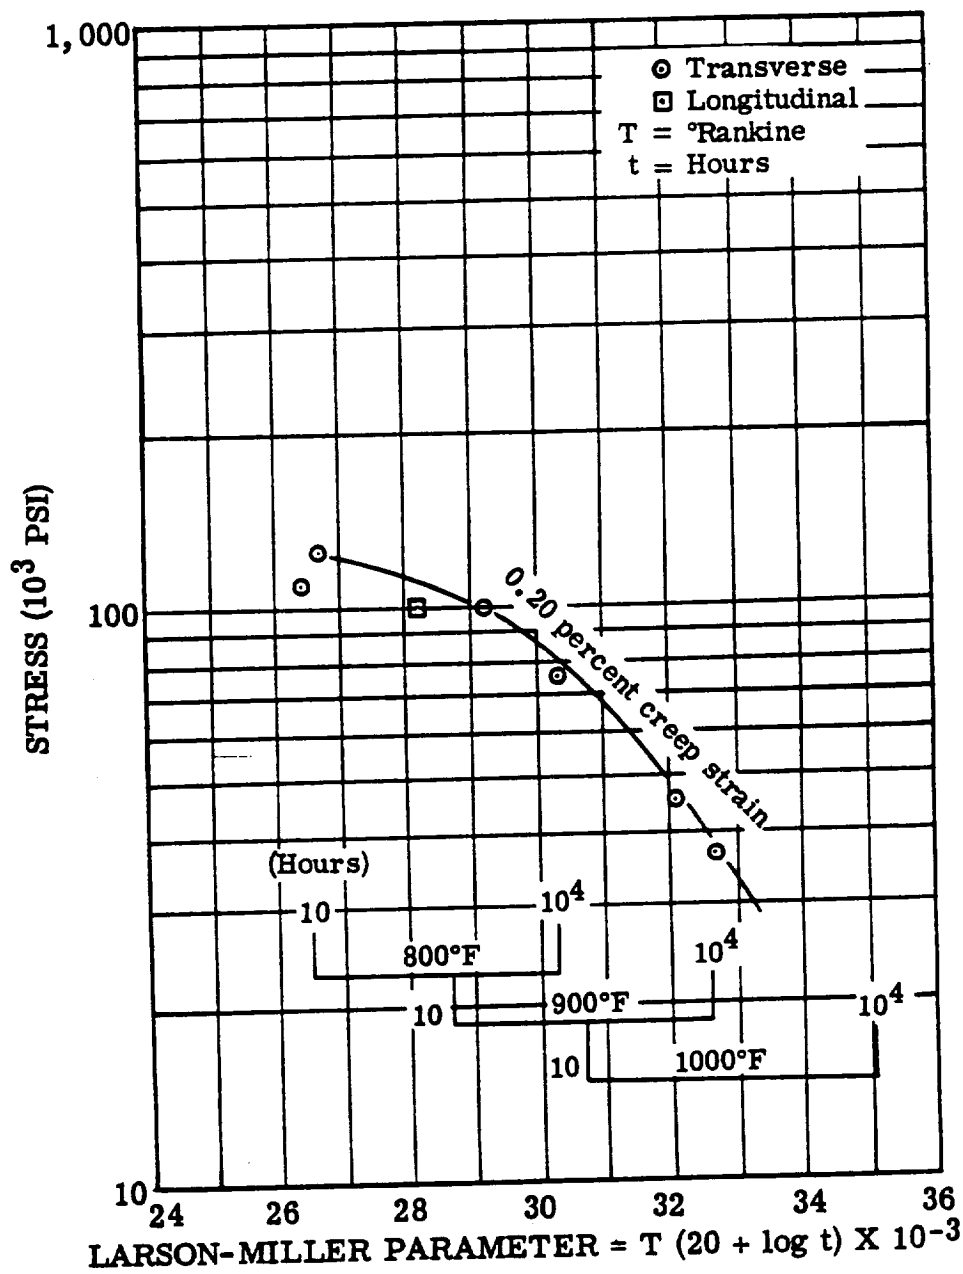 1,000
⊙ Transverse
⊡ Longitudinal
T = °Rankine
t = Hours
STRESS (10³ PSI)
100
0.20 percent creep strain
(Hours)
10
10⁴
800°F
10⁴
10
900°F
10⁴
10
1000°F
10
24 26 28 30 32 34 36
LARSON-MILLER PARAMETER = T (20 + log t) X 10⁻³